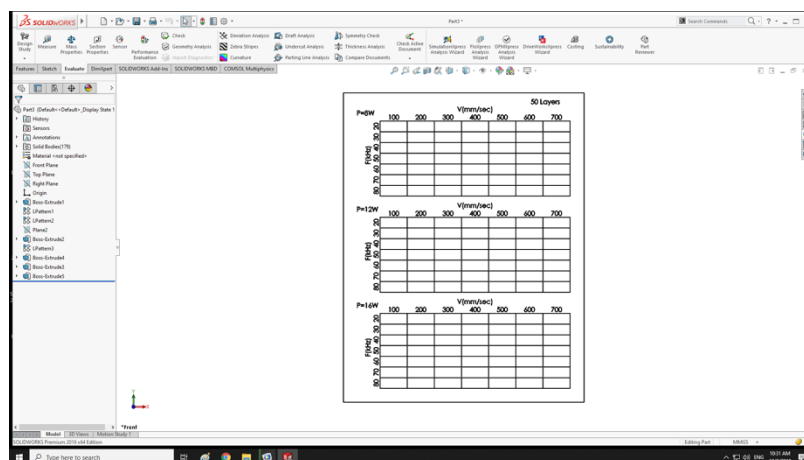 SOLIDWORKS
Part3 *
Search Commands
Design Study
Measure
Mass Properties
Section Properties
Sensor
Performance Evaluation
Check
Geometry Analysis
Import Diagnostics
Deviation Analysis
Zebra Stripes
Curvature
Draft Analysis
Undercut Analysis
Parting Line Analysis
Symmetry Check
Thickness Analysis
Compare Documents
Check Active Document
SimulationXpress Analysis Wizard
FloXpress Analysis Wizard
DFMXpress Analysis Wizard
DriveWorksXpress Wizard
Costing
Sustainability
Part Reviewer
Features Sketch Evaluate DimXpert SOLIDWORKS Add-Ins SOLIDWORKS MBD COMSOL Multiphysics
Part3 (Default<<Default>_Display State 1
History
Sensors
Annotations
Solid Bodies(179)
Material <not specified>
Front Plane
Top Plane
Right Plane
Origin
Boss-Extrude1
LPattern1
LPattern2
Plane2
Boss-Extrude2
LPattern3
Boss-Extrude4
Boss-Extrude3
Boss-Extrude5
50 Layers
P=8W
V(mm/sec)
100 200 300 400 500 600 700
F(kHz)
20
30
40
50
60
70
80
P=12W
V(mm/sec)
100 200 300 400 500 600 700
F(kHz)
20
30
40
50
60
70
80
P=16W
V(mm/sec)
100 200 300 400 500 600 700
F(kHz)
20
30
40
50
60
70
80
Y
X
*Front
Model 3D Views Motion Study 1
SOLIDWORKS Premium 2018 x64 Edition
Editing Part MMGS
Type here to search
ENG
10:31 AM